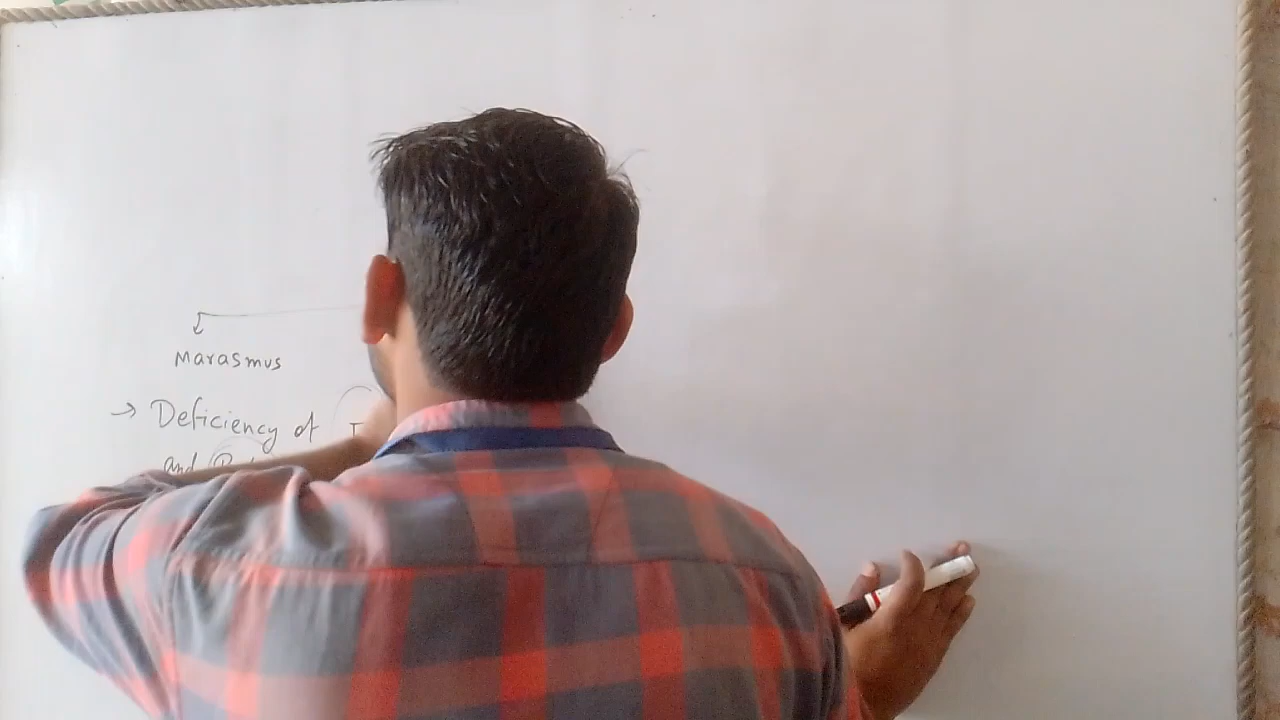 Marasmus
→ Deficiency of
and